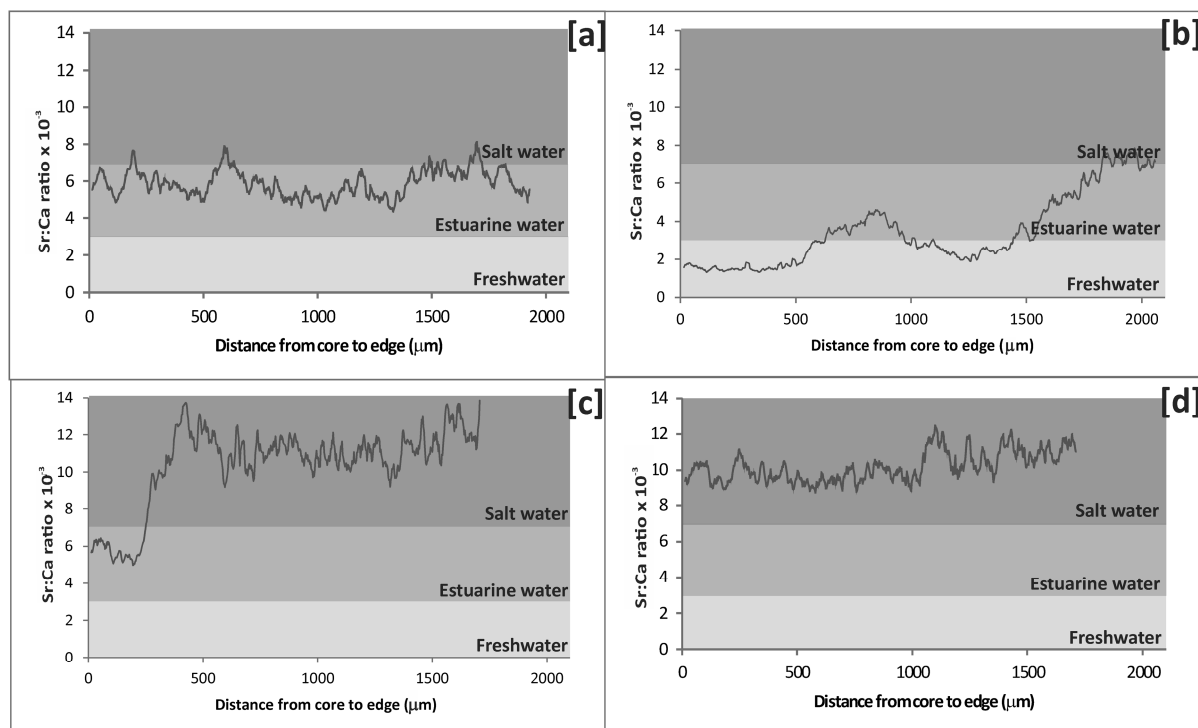 [a]
14
12
10
8
6
4
2
0
Sr:Ca ratio x 10⁻³
Salt water
Estuarine water
Freshwater
0 500 1000 1500 2000
Distance from core to edge (µm)
[b]
14
12
10
8
6
4
2
0
Sr:Ca ratio x 10⁻³
Salt water
Estuarine water
Freshwater
0 500 1000 1500 2000
Distance from core to edge (µm)
[c]
14
12
10
8
6
4
2
0
Sr:Ca ratio x 10⁻³
Salt water
Estuarine water
Freshwater
0 500 1000 1500 2000
Distance from core to edge (µm)
[d]
14
12
10
8
6
4
2
0
Sr:Ca ratio x 10⁻³
Salt water
Estuarine water
Freshwater
0 500 1000 1500 2000
Distance from core to edge (µm)